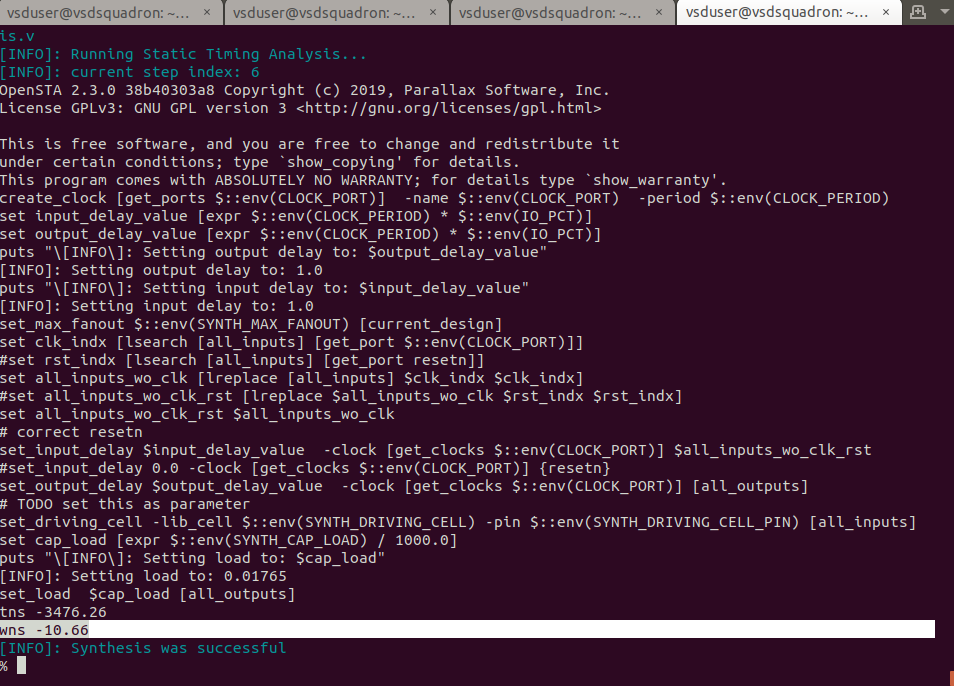 vsduser@vsdsquadron: ~... × vsduser@vsdsquadron: ~... × vsduser@vsdsquadron: ~... × vsduser@vsdsquadron: ~... ×
is.v
[INFO]: Running Static Timing Analysis...
[INFO]: current step index: 6
OpenSTA 2.3.0 38b40303a8 Copyright (c) 2019, Parallax Software, Inc.
License GPLv3: GNU GPL version 3 <http://gnu.org/licenses/gpl.html>
This is free software, and you are free to change and redistribute it
under certain conditions; type `show_copying' for details.
This program comes with ABSOLUTELY NO WARRANTY; for details type `show_warranty'.
create_clock [get_ports $::env(CLOCK_PORT)]  -name $::env(CLOCK_PORT)  -period $::env(CLOCK_PERIOD)
set input_delay_value [expr $::env(CLOCK_PERIOD) * $::env(IO_PCT)]
set output_delay_value [expr $::env(CLOCK_PERIOD) * $::env(IO_PCT)]
puts "\[INFO\]: Setting output delay to: $output_delay_value"
[INFO]: Setting output delay to: 1.0
puts "\[INFO\]: Setting input delay to: $input_delay_value"
[INFO]: Setting input delay to: 1.0
set_max_fanout $::env(SYNTH_MAX_FANOUT) [current_design]
set clk_indx [lsearch [all_inputs] [get_port $::env(CLOCK_PORT)]]
#set rst_indx [lsearch [all_inputs] [get_port resetn]]
set all_inputs_wo_clk [lreplace [all_inputs] $clk_indx $clk_indx]
#set all_inputs_wo_clk_rst [lreplace $all_inputs_wo_clk $rst_indx $rst_indx]
set all_inputs_wo_clk_rst $all_inputs_wo_clk
# correct resetn
set_input_delay $input_delay_value  -clock [get_clocks $::env(CLOCK_PORT)] $all_inputs_wo_clk_rst
#set_input_delay 0.0 -clock [get_clocks $::env(CLOCK_PORT)] {resetn}
set_output_delay $output_delay_value  -clock [get_clocks $::env(CLOCK_PORT)] [all_outputs]
# TODO set this as parameter
set_driving_cell -lib_cell $::env(SYNTH_DRIVING_CELL) -pin $::env(SYNTH_DRIVING_CELL_PIN) [all_inputs]
set cap_load [expr $::env(SYNTH_CAP_LOAD) / 1000.0]
puts "\[INFO\]: Setting load to: $cap_load"
[INFO]: Setting load to: 0.01765
set_load  $cap_load [all_outputs]
tns -3476.26
wns -10.66
[INFO]: Synthesis was successful
%